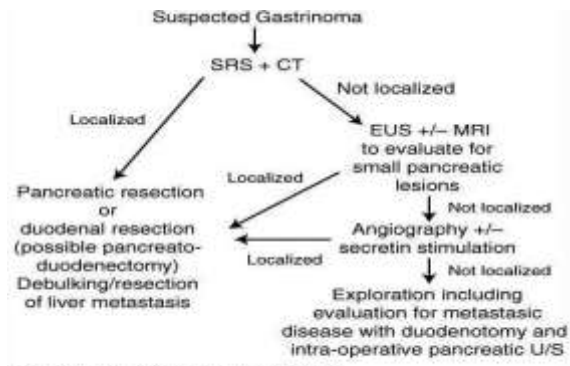 Suspected Gastrinoma
SRS + CT
Localized
Not localized
EUS +/– MRI
to evaluate for
small pancreatic
lesions
Localized
Pancreatic resection
or
duodenal resection
(possible pancreato-
duodenectomy)
Debulking/resection
of liver metastasis
Not localized
Angiography +/–
secretin stimulation
Localized
Not localized
Exploration including
evaluation for metastasic
disease with duodenotomy and
intra-operative pancreatic U/S